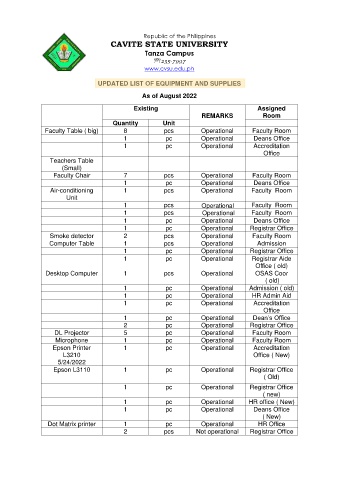 Republic of the Philippines
CAVITE STATE UNIVERSITY
Tanza Campus
www.cvsu.edu.ph
UPDATED LIST OF EQUIPMENT AND SUPPLIES
As of August 2022
Existing REMARKS Assigned Room
Quantity Unit
Faculty Table ( big) 8 pcs Operational Faculty Room
1 pc Operational Deans Office
1 pc Operational Accreditation
Office
Teachers Table
(Small)
Faculty Chair 7 pcs Operational Faculty Room
1 pc Operational Deans Office
Air-conditioning 1 pcs Operational Faculty Room
Unit
1 pcs Operational Faculty Room
1 pcs Operational Faculty Room
1 pc Operational Deans Office
1 pc Operational Registrar Office
Smoke detector 2 pcs Operational Faculty Room
Computer Table 1 pcs Operational Admission
1 pc Operational Registrar Office
1 pc Operational Registrar Aide
Office ( old)
Desktop Computer 1 pcs Operational OSAS Coor
( old)
1 pc Operational Admission ( old)
1 pc Operational HR Admin Aid
1 pc Operational Accreditation
Office
1 pc Operational Dean's Office
2 pc Operational Registrar Office
DL Projector 5 pc Operational Faculty Room
Microphone 1 pc Operational Faculty Room
Epson Printer 1 pc Operational Accreditation
L3210 Office ( New)
5/24/2022
Epson L3110 1 pc Operational Registrar Office
( Old)
1 pc Operational Registrar Office
( new)
1 pc Operational HR office ( New)
1 pc Operational Deans Office
( New)
Dot Matrix printer 1 pc Operational HR Office
2 pcs Not operational Registrar Office